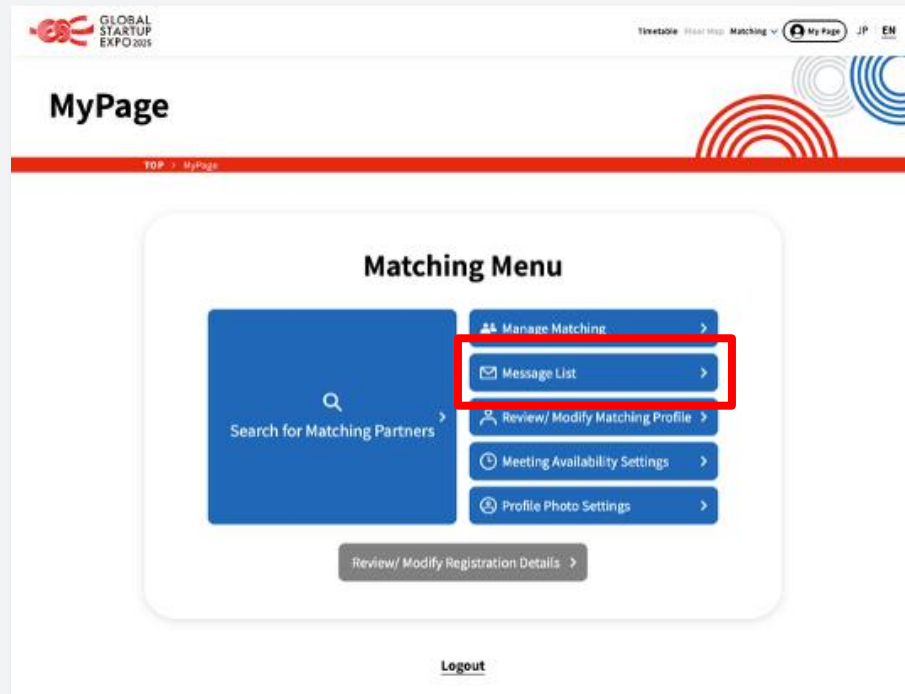 GLOBAL
STARTUP
EXPO 2025
Timetable Floor Map Matching My Page JP EN
MyPage
TOP > MyPage
Matching Menu
Search for Matching Partners
Manage Matching
Message List
Review/ Modify Matching Profile
Meeting Availability Settings
Profile Photo Settings
Review/ Modify Registration Details
Logout